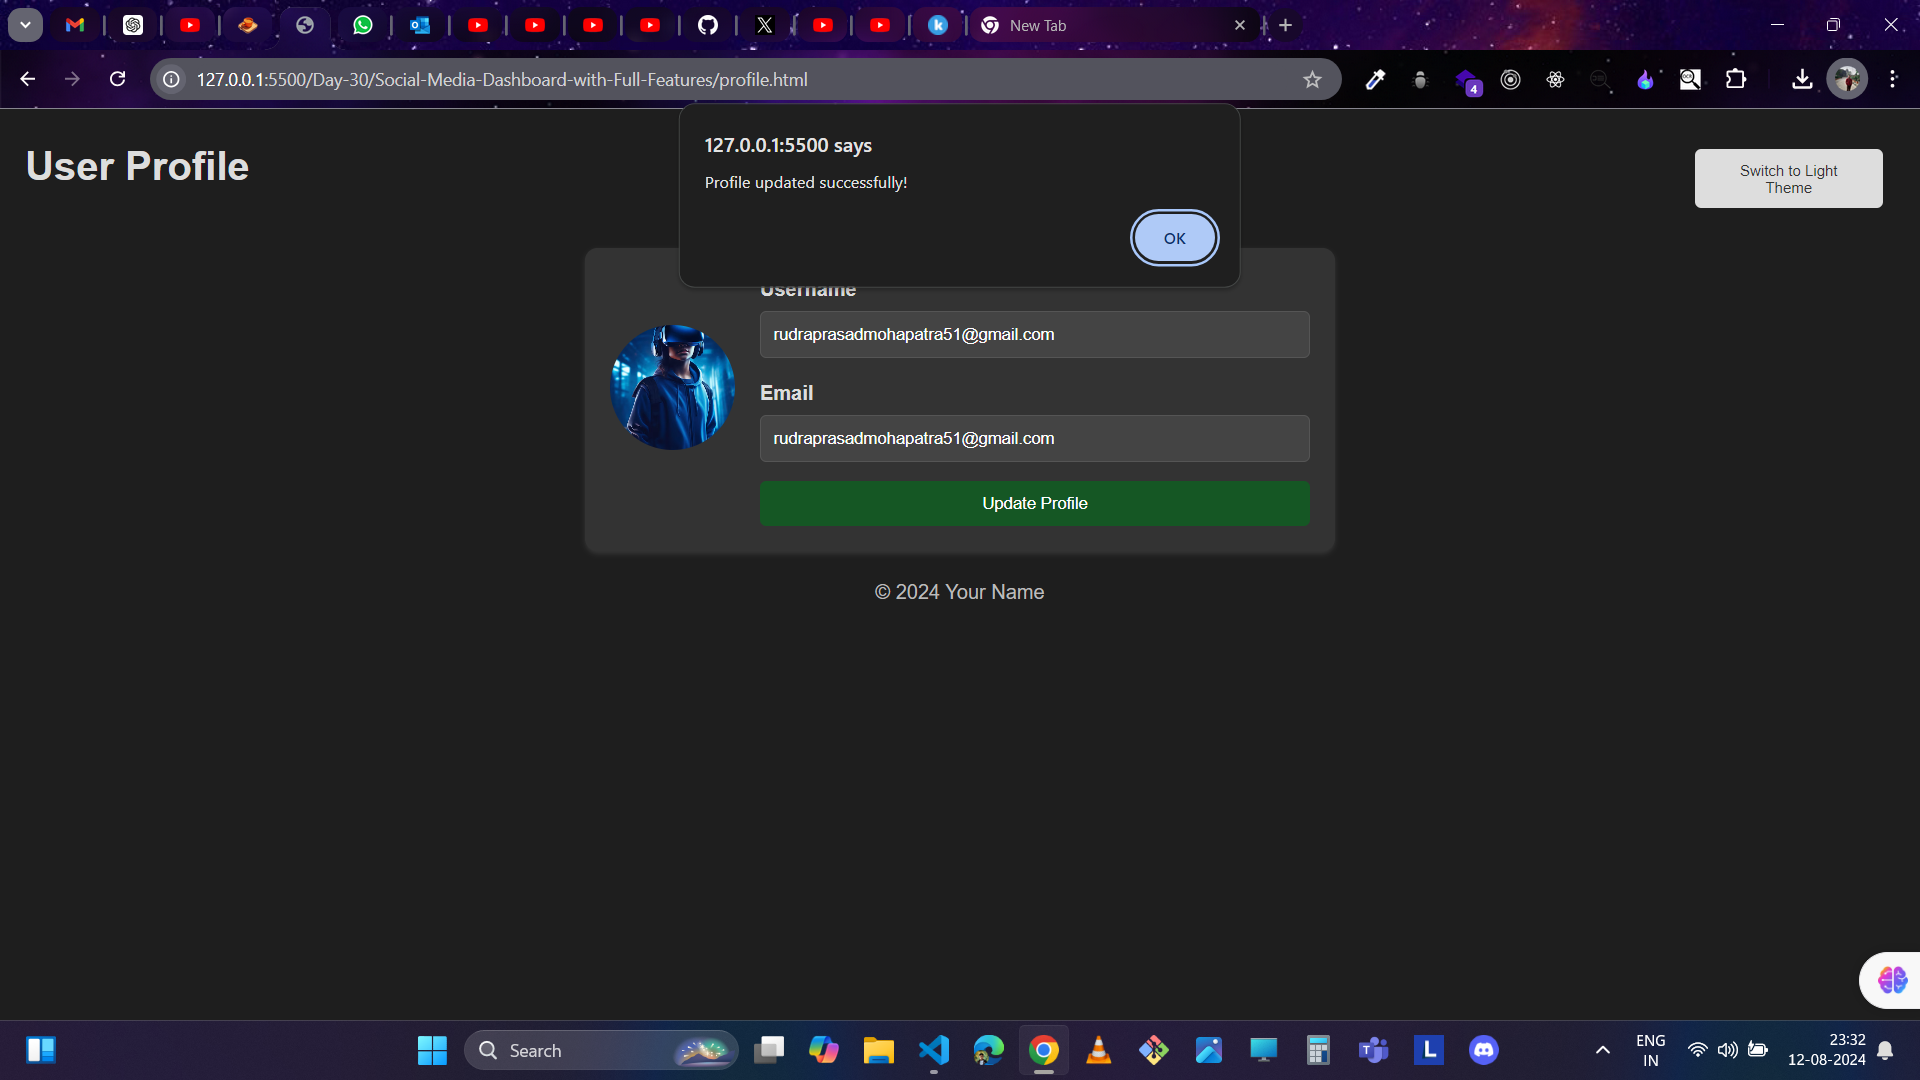 New Tab
127.0.0.1:5500/Day-30/Social-Media-Dashboard-with-Full-Features/profile.html
4
127.0.0.1:5500 says
Profile updated successfully!
OK
User Profile
Switch to Light
Theme
Username
rudraprasadmohapatra51@gmail.com
Email
rudraprasadmohapatra51@gmail.com
Update Profile
© 2024 Your Name
Search
L
ENG
IN
23:32
12-08-2024